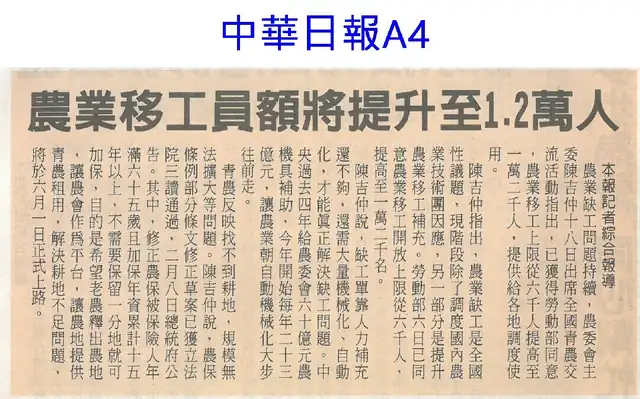 中華日報A4
農業移工員額將提升至1.2萬人
本報記者綜合報導
農業缺工問題持續，農委會主
委陳吉仲十八日出席全國青農交
流活動指出，已獲得勞動部同意
，農業移工上限從六千人提高至
一萬二千人，提供給各地調度使
用。
陳吉仲指出，農業缺工是全國
性議題，現階段除了調度國內農
業技術團因應，另一部分是提升
農業移工補充。勞動部六日已同
意農業移工開放上限從六千人，
提高至一萬二千名。
陳吉仲說，缺工單靠人力補充
還不夠，還需大量機械化、自動
化，才能真正解決缺工問題。中
央過去四年給農委會六十億元農
機具補助，今年開始每年二十三
億元，讓農業朝自動機械化大步
往前走。
青農反映找不到耕地，規模無
法擴大等問題。陳吉仲說，農保
條例部分條文修正草案已獲立法
院三讀通過，二月八日總統府公
告。其中，修正農保被保險人年
滿六十五歲且加保年資累計十五
年以上，不需要保留一分地就可
加保，目的是希望老農釋出農地
，讓農會作為平台，讓農地提供
青農租用，解決耕地不足問題，
將於六月一日正式上路。